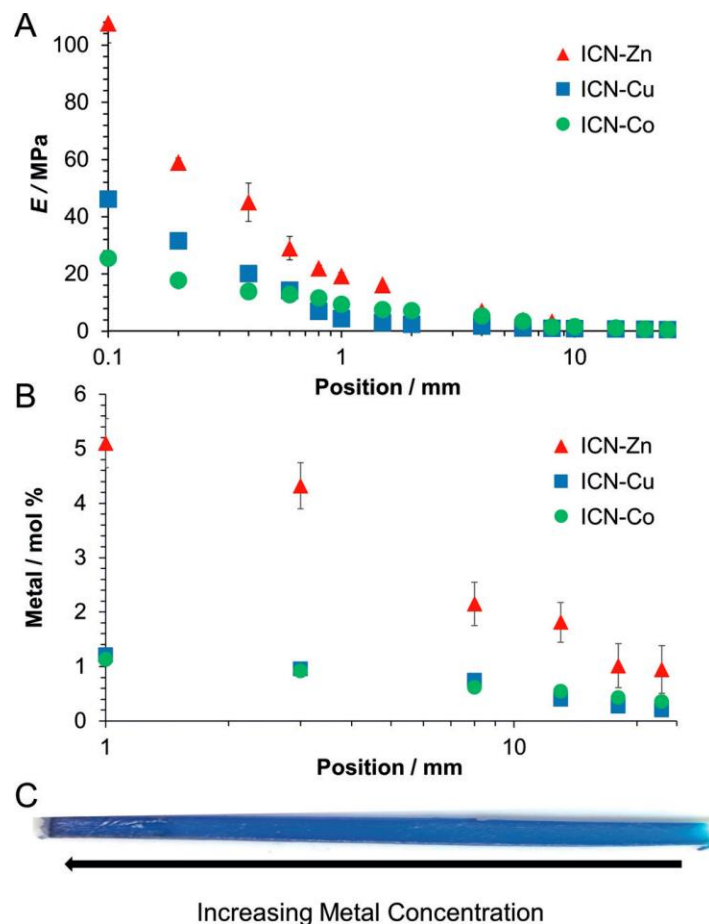 A
E / MPa
100
80
60
40
20
0
0.1
1
10
Position / mm
ICN-Zn
ICN-Cu
ICN-Co
B
Metal / mol %
6
5
4
3
2
1
0
1
10
Position / mm
ICN-Zn
ICN-Cu
ICN-Co
C
Increasing Metal Concentration